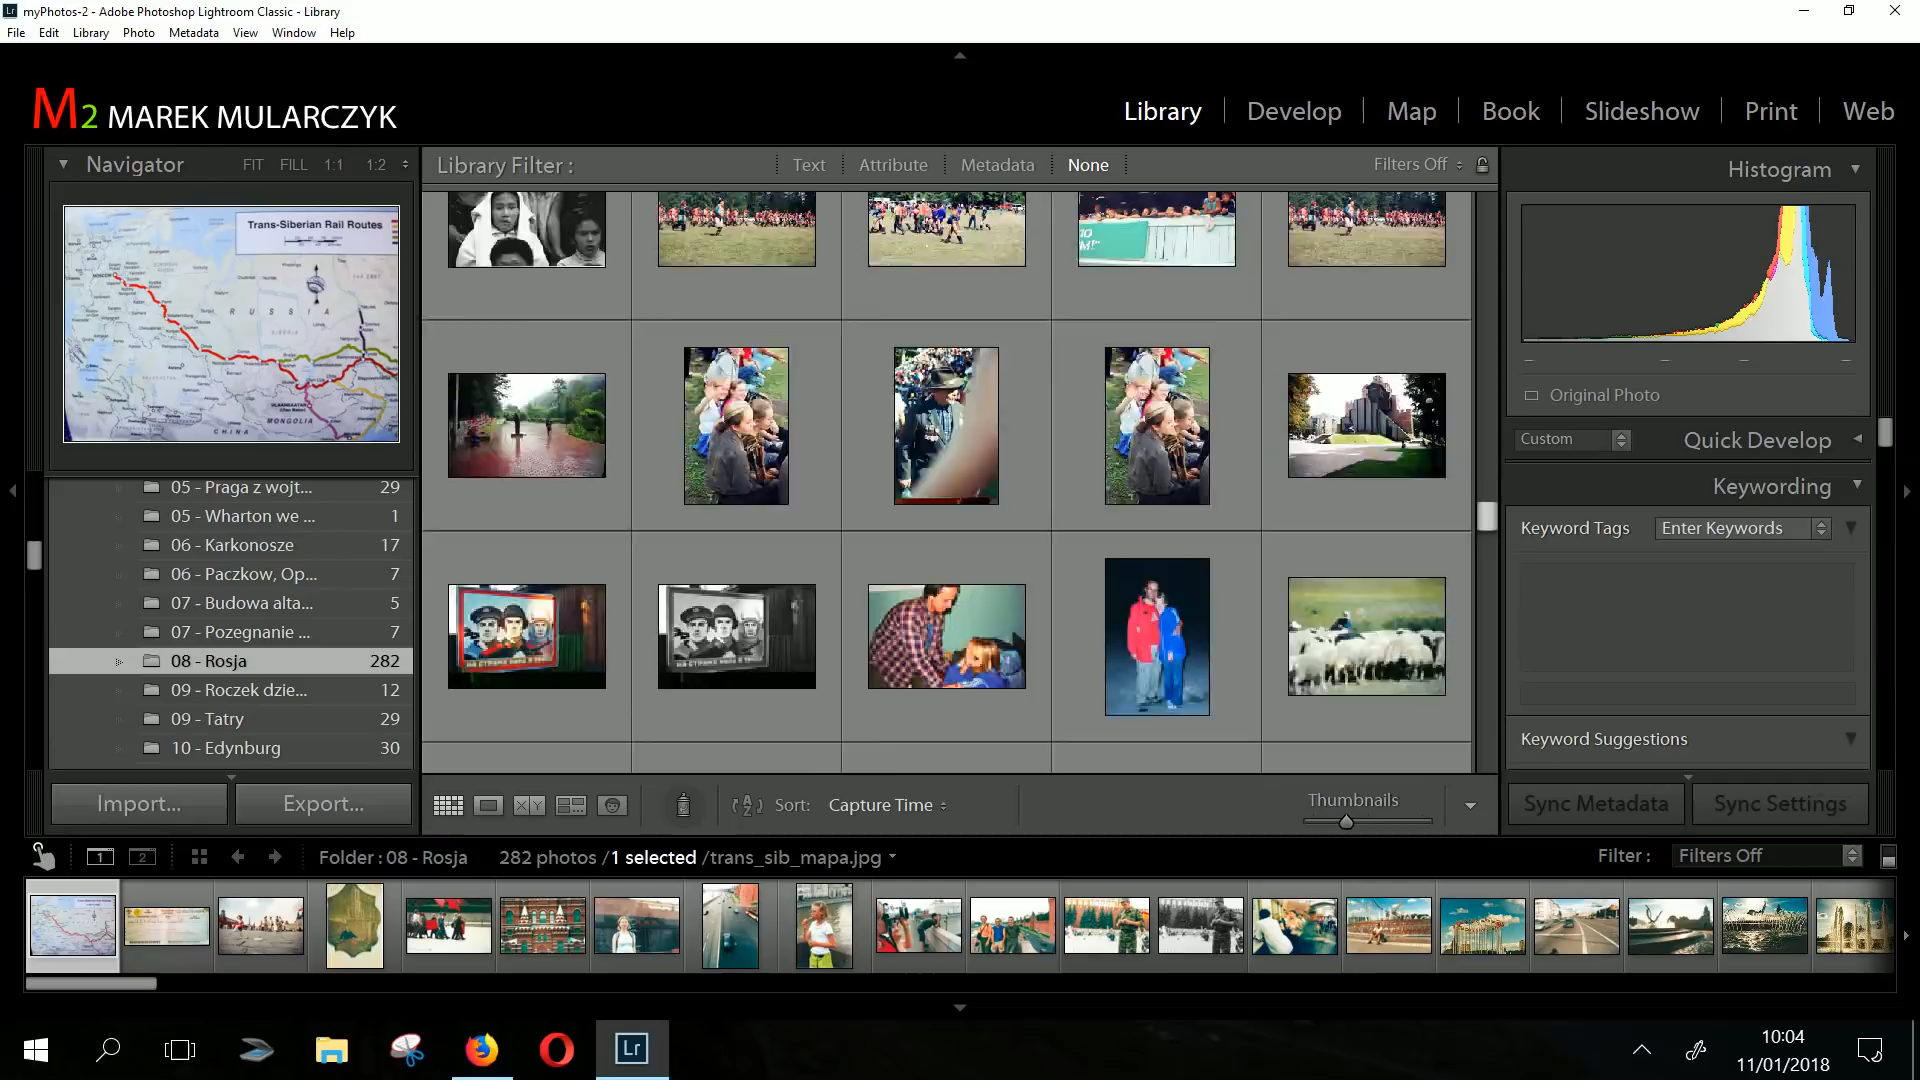 myPhotos-2 - Adobe Photoshop Lightroom Classic - Library
File Edit Library Photo Metadata View Window Help
M2 MAREK MULARCZYK
Library Develop Map Book Slideshow Print Web
Navigator FIT FILL 1:1 1:2
Library Filter : Text Attribute Metadata None Filters Off
Histogram
Trans-Siberian Rail Routes
RUSSIA
MONGOLIA
CHINA
Original Photo
Custom Quick Develop
Keywording
Keyword Tags Enter Keywords
Keyword Suggestions
05 - Praga z wojt... 29
05 - Wharton we ... 1
06 - Karkonosze 17
06 - Paczkow, Op... 7
07 - Budowa alta... 5
07 - Pozegnanie ... 7
08 - Rosja 282
09 - Roczek dzie... 12
09 - Tatry 29
10 - Edynburg 30
Import... Export...
Sort: Capture Time
Thumbnails
Sync Metadata Sync Settings
1 2 Folder : 08 - Rosja 282 photos / 1 selected / trans_sib_mapa.jpg
Filter : Filters Off
Lr
10:04
11/01/2018